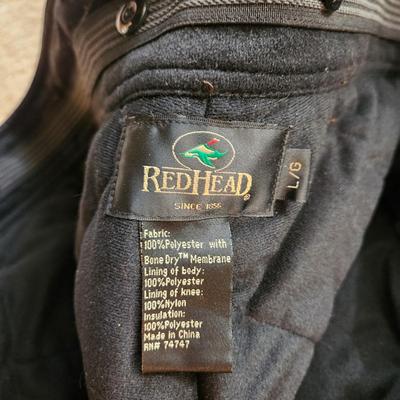 REDHEAD®
SINCE 1856
L/G
Fabric:
100%Polyester with
Bone Dry™ Membrane
Lining of body:
100%Polyester
Lining of knee:
100%Nylon
Insulation:
100%Polyester
Made in China
RN# 74747